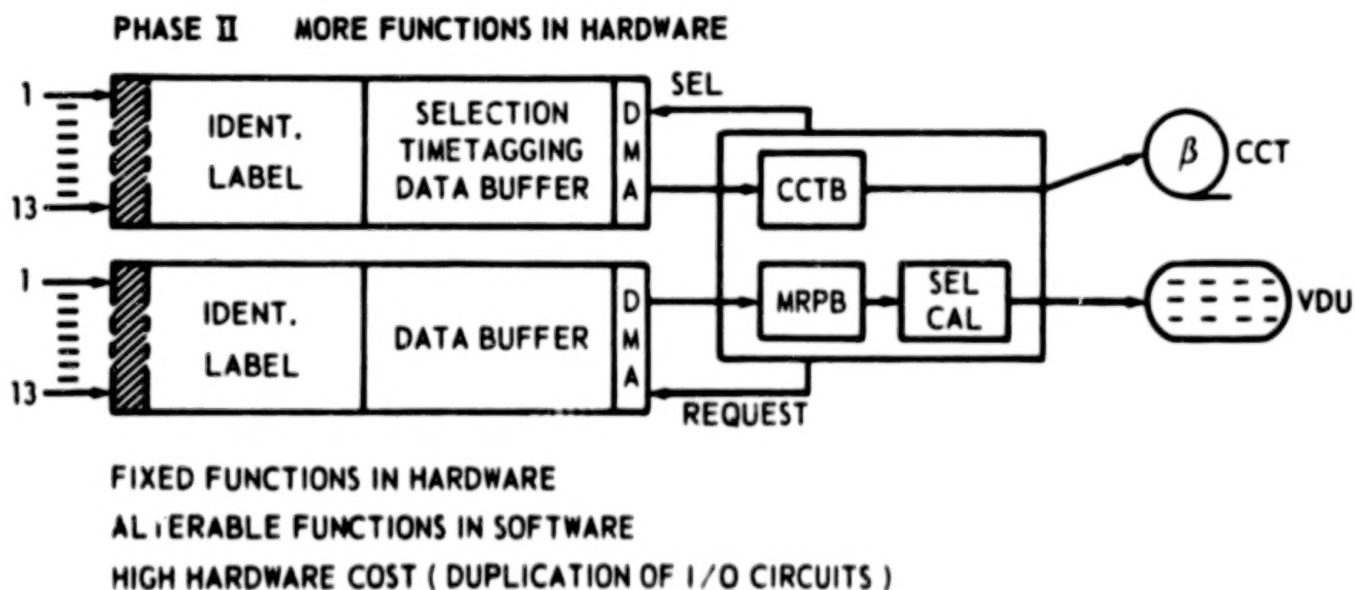 PHASE II MORE FUNCTIONS IN HARDWARE
1
13
IDENT.
LABEL
SELECTION
TIMETAGGING
DATA BUFFER
D
M
A
SEL
CCTB
β
CCT
1
13
IDENT.
LABEL
DATA BUFFER
D
M
A
MRPB
SEL
CAL
VDU
REQUEST
FIXED FUNCTIONS IN HARDWARE
ALTERABLE FUNCTIONS IN SOFTWARE
HIGH HARDWARE COST ( DUPLICATION OF I/O CIRCUITS )